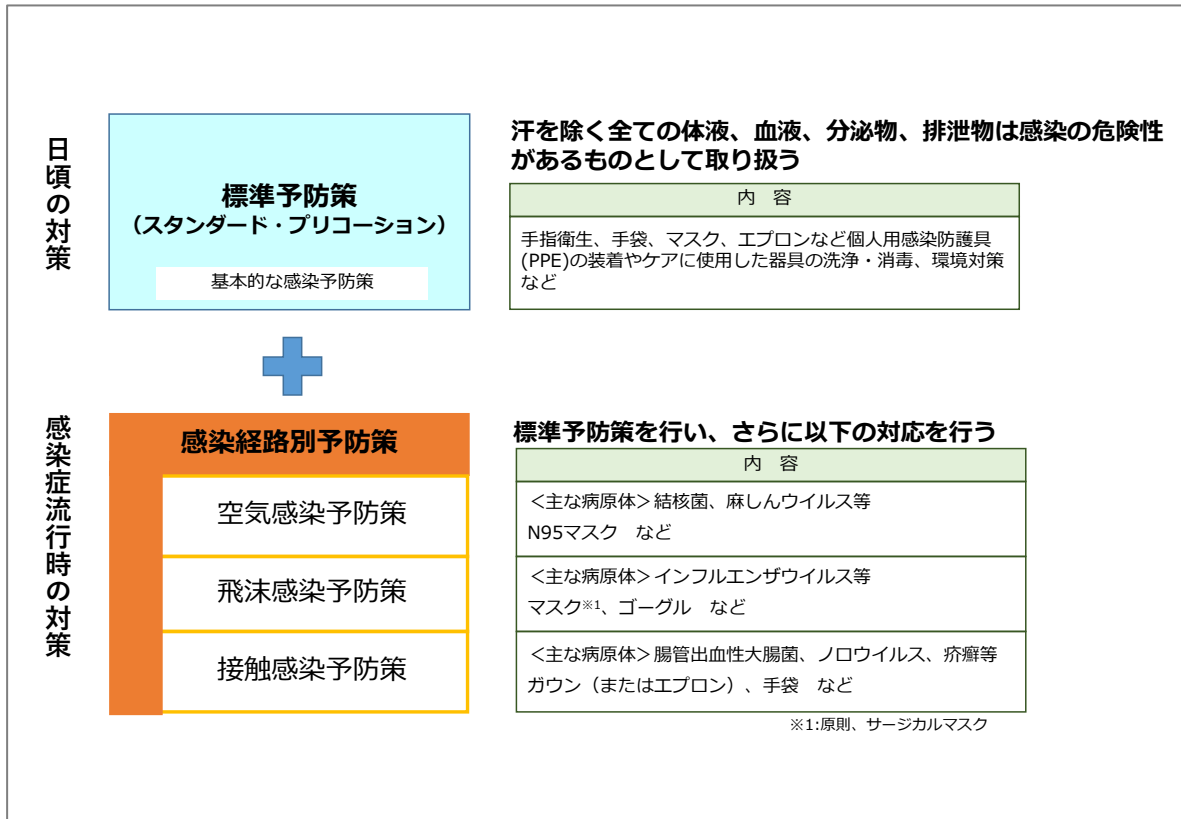 日頃の対策
標準予防策
（スタンダード・プリコーション）
基本的な感染予防策
汗を除く全ての体液、血液、分泌物、排泄物は感染の危険性
があるものとして取り扱う
内　容
手指衛生、手袋、マスク、エプロンなど個人用感染防護具
(PPE)の装着やケアに使用した器具の洗浄・消毒、環境対策
など
感染症流行時の対策
感染経路別予防策
空気感染予防策
飛沫感染予防策
接触感染予防策
標準予防策を行い、さらに以下の対応を行う
内　容
＜主な病原体＞結核菌、麻しんウイルス等
N95マスク　など
＜主な病原体＞インフルエンザウイルス等
マスク※1、ゴーグル　など
＜主な病原体＞腸管出血性大腸菌、ノロウイルス、疥癬等
ガウン（またはエプロン）、手袋　など
※1:原則、サージカルマスク